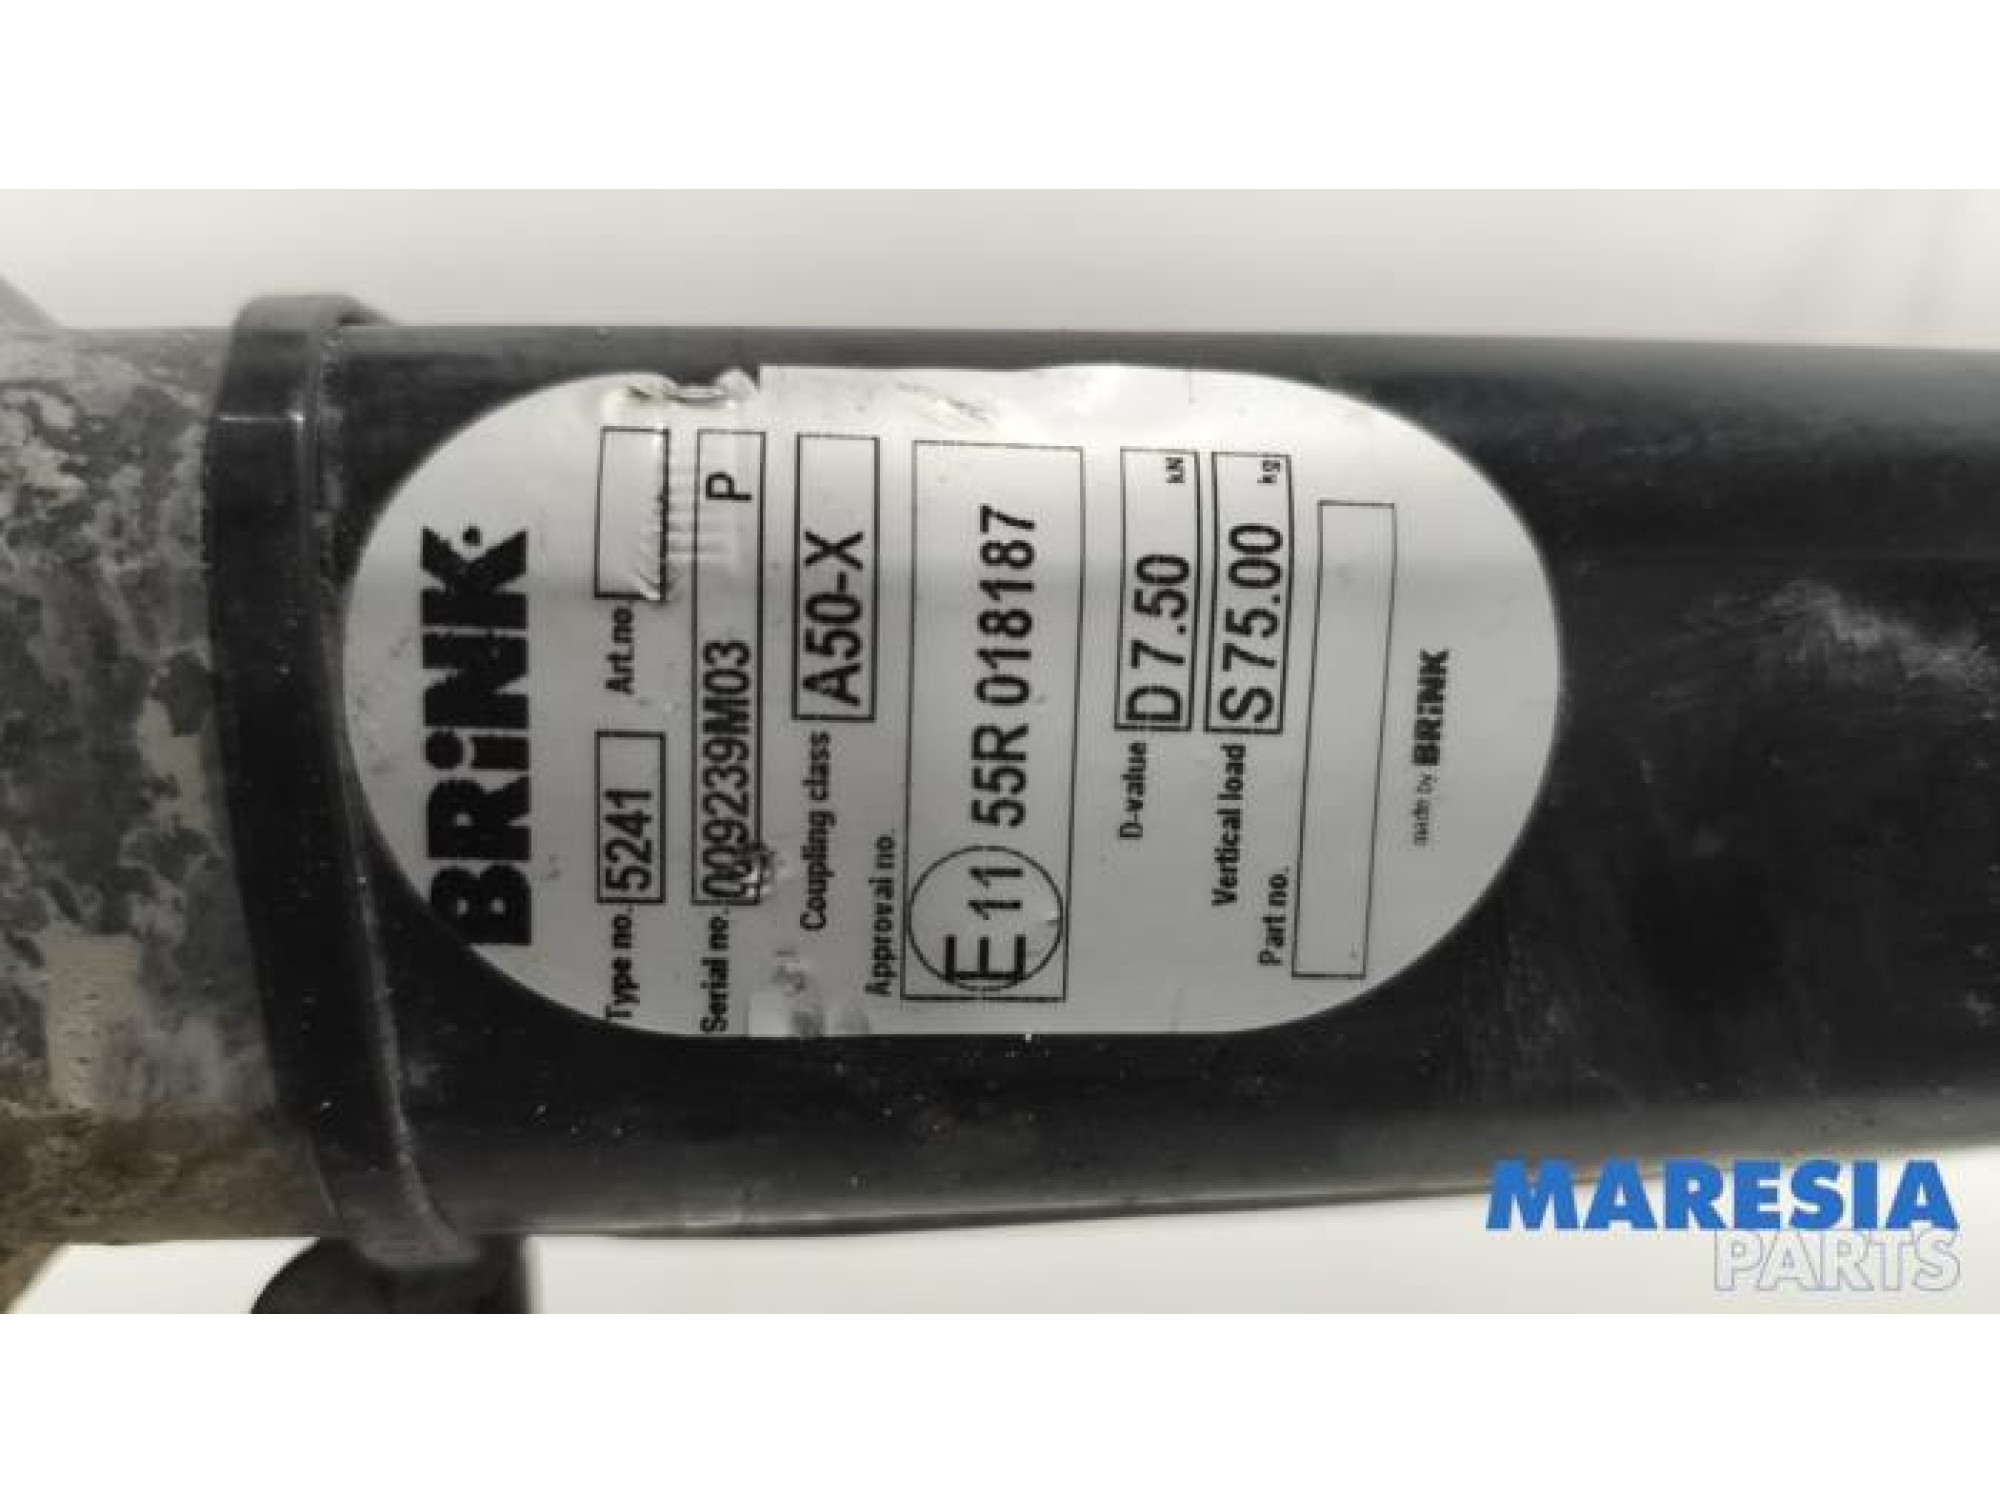 BRiNK.
Type no. 5241 Art.no.
Serial no. 009239M03 P
Coupling class A50-X
Approval no.
E 11 55R 018187
D-value D 7.50 kN
Vertical load S 75.00 kg
Part no.
made by BRiNK
MARESIA
PARTS